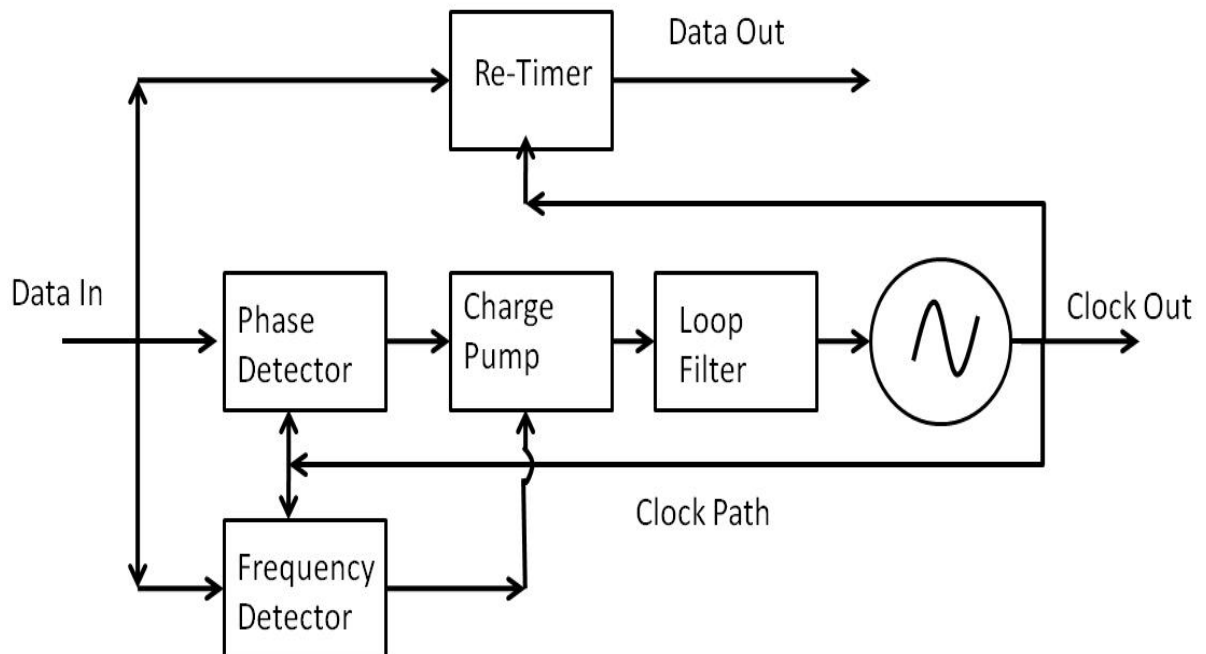 Data Out
Re-Timer
Data In
Phase
Detector
Charge
Pump
Loop
Filter
Clock Out
Clock Path
Frequency
Detector